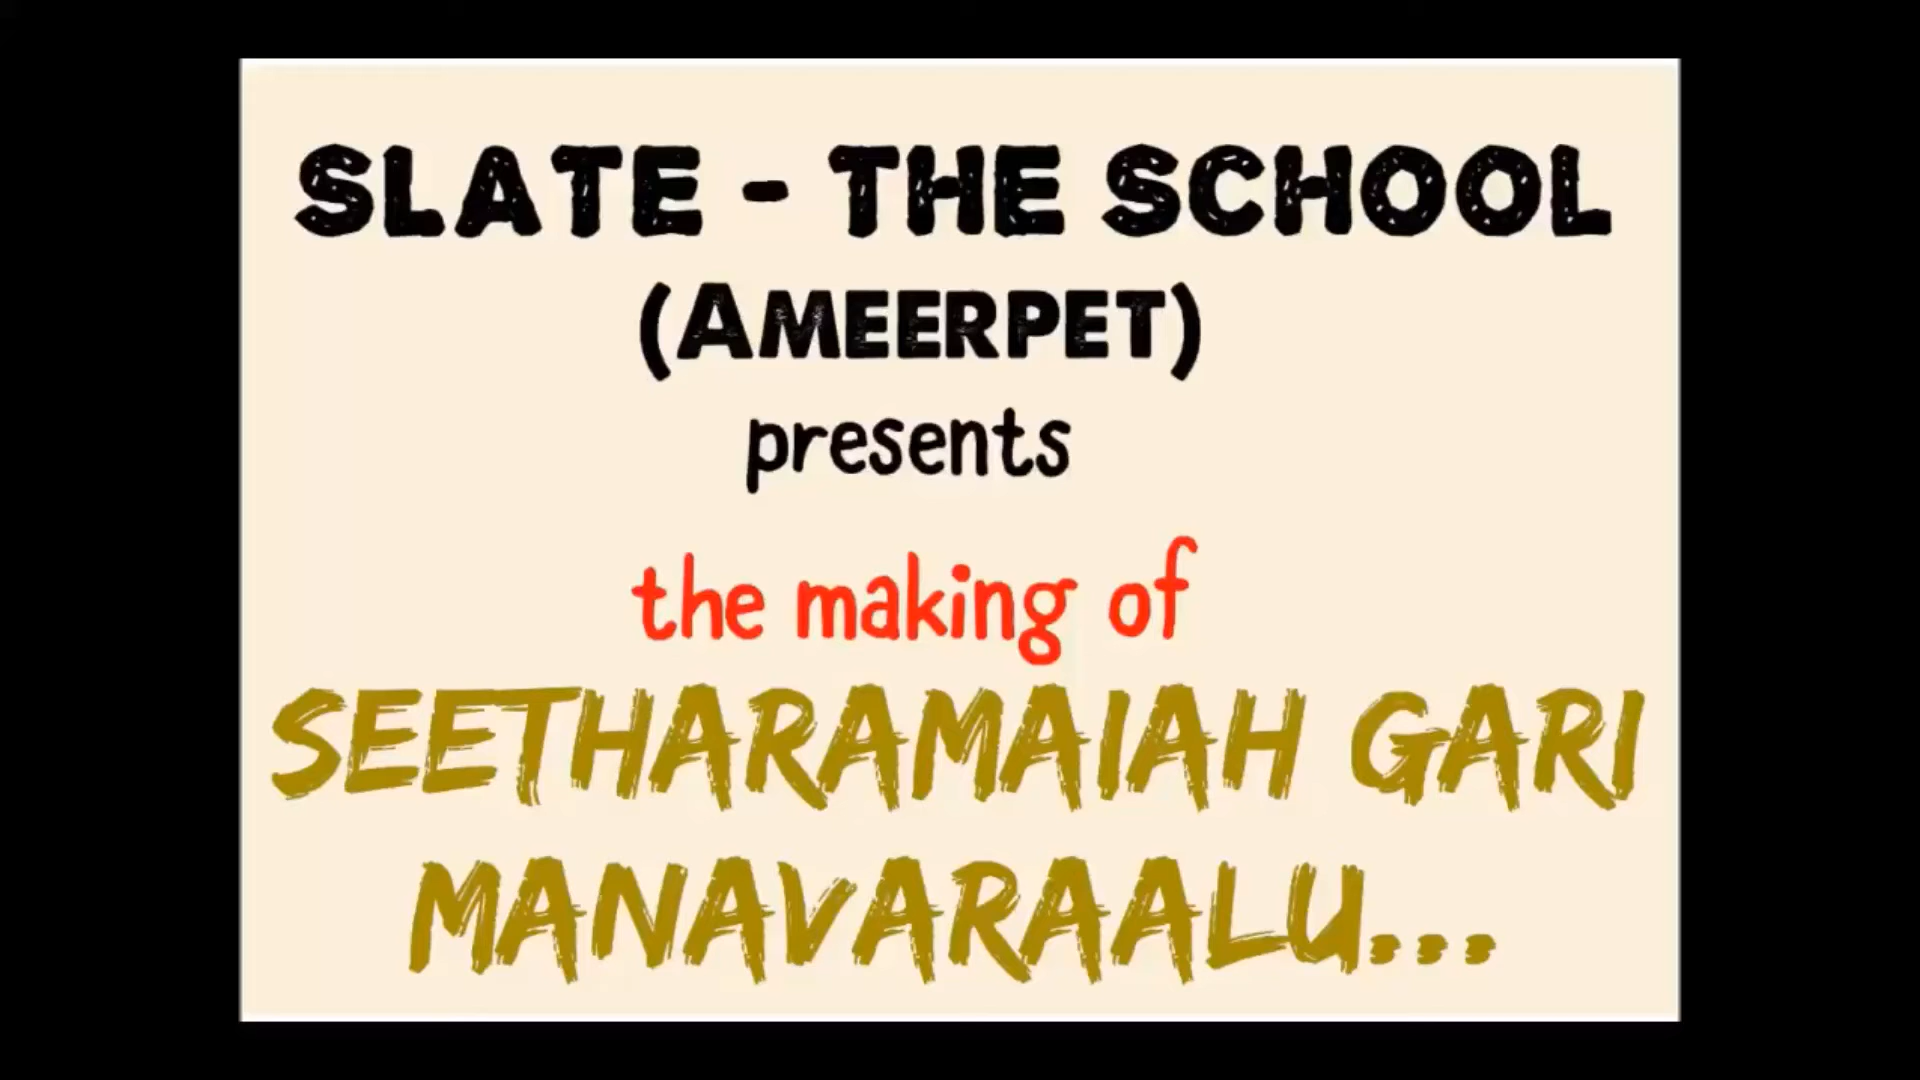 SLATE - THE SCHOOL
(AMEERPET)
presents
the making of
SEETHARAMAIAH GARI
MANAVARAALU...